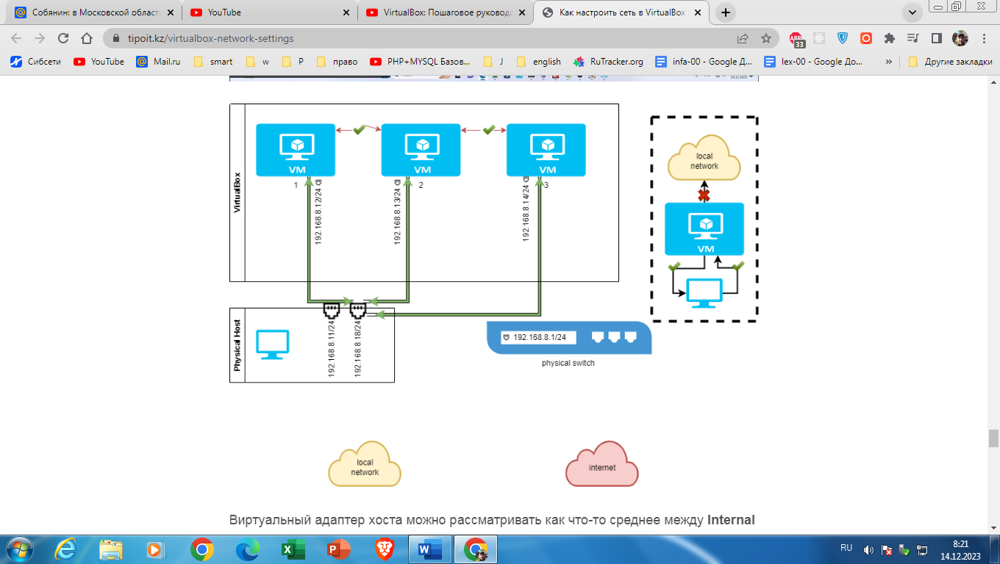 Собянин: в Московской област
YouTube
VirtualBox: Пошаговое руководс
Как настроить сеть в VirtualBox
tipoit.kz/virtualbox-network-settings
ABP
33
Сибсети
YouTube
Mail.ru
smart
w
P
право
PHP+MYSQL Базов...
J
english
RuTracker.org
infa-00 - Google Д...
lex-00 - Google До...
»
Другие закладки
VirtualBox
VM
VM
VM
1
2
3
192.168.8.12/24
192.168.8.13/24
192.168.8.14/24
local
network
VM
Physical Host
192.168.8.11/24
192.168.8.18/24
192.168.8.1/24
physical switch
local
network
internet
Виртуальный адаптер хоста можно рассматривать как что-то среднее между Internal
RU
8:21
14.12.2023